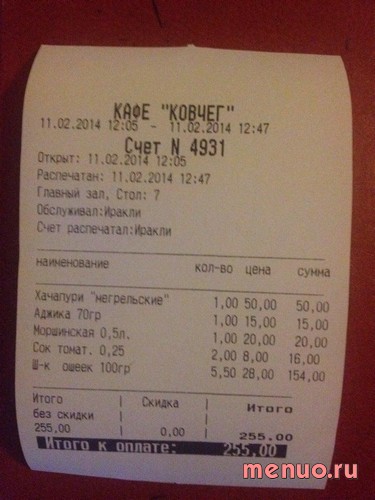 КАФЕ "КОВЧЕГ"
11.02.2014 12:05 - 11.02.2014 12:47
Счет N 4931
Открыт: 11.02.2014 12:05
Распечатан: 11.02.2014 12:47
Главный зал, Стол: 7
Обслуживал:Иракли
Счет распечатал:Иракли
наименование кол-во цена сумма
Хачапури "мегрельские" 1,00 50,00 50,00
Аджика 70гр 1,00 15,00 15,00
Моршинская 0,5л. 1,00 20,00 20,00
Сок томат. 0,25 2,00 8,00 16,00
Ш-к ошеек 100гр 5,50 28,00 154,00
Итого | Скидка | Итого
без скидки | |
255,00 | 0,00 | 255.00
Итого к оплате: 255.00
menuo.ru